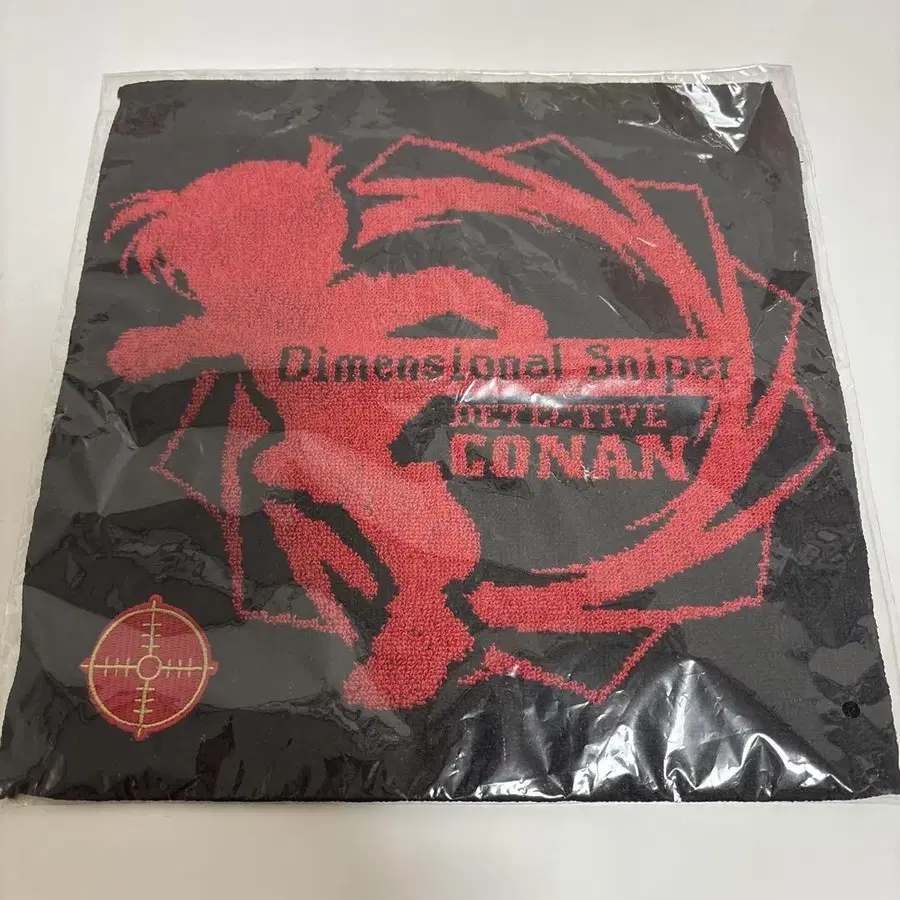 Dimensional Sniper
DETECTIVE
CONAN